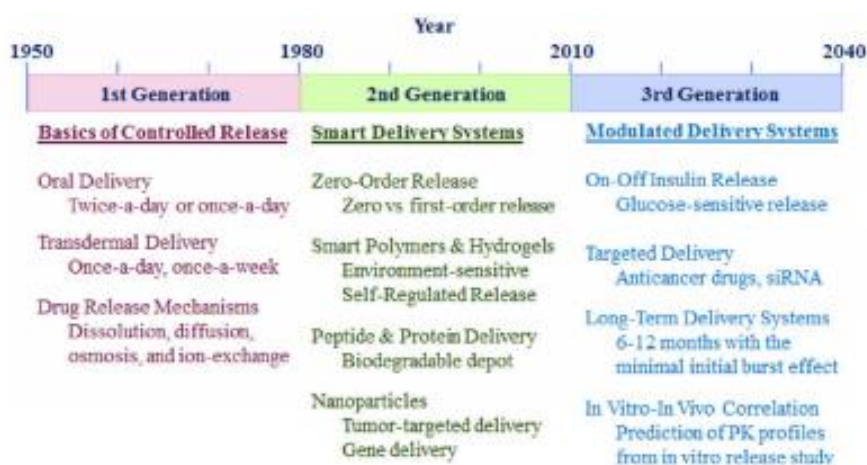 Year
1950 1980 2010 2040
1st Generation 2nd Generation 3rd Generation
Basics of Controlled Release
Oral Delivery
Twice-a-day or once-a-day
Transdermal Delivery
Once-a-day, once-a-week
Drug Release Mechanisms
Dissolution, diffusion,
osmosis, and ion-exchange
Smart Delivery Systems
Zero-Order Release
Zero vs first-order release
Smart Polymers & Hydrogels
Environment-sensitive
Self-Regulated Release
Peptide & Protein Delivery
Biodegradable depot
Nanoparticles
Tumor-targeted delivery
Gene delivery
Modulated Delivery Systems
On-Off Insulin Release
Glucose-sensitive release
Targeted Delivery
Anticancer drugs, siRNA
Long-Term Delivery Systems
6-12 months with the
minimal initial burst effect
In Vitro-In Vivo Correlation
Prediction of PK profiles
from in vitro release study